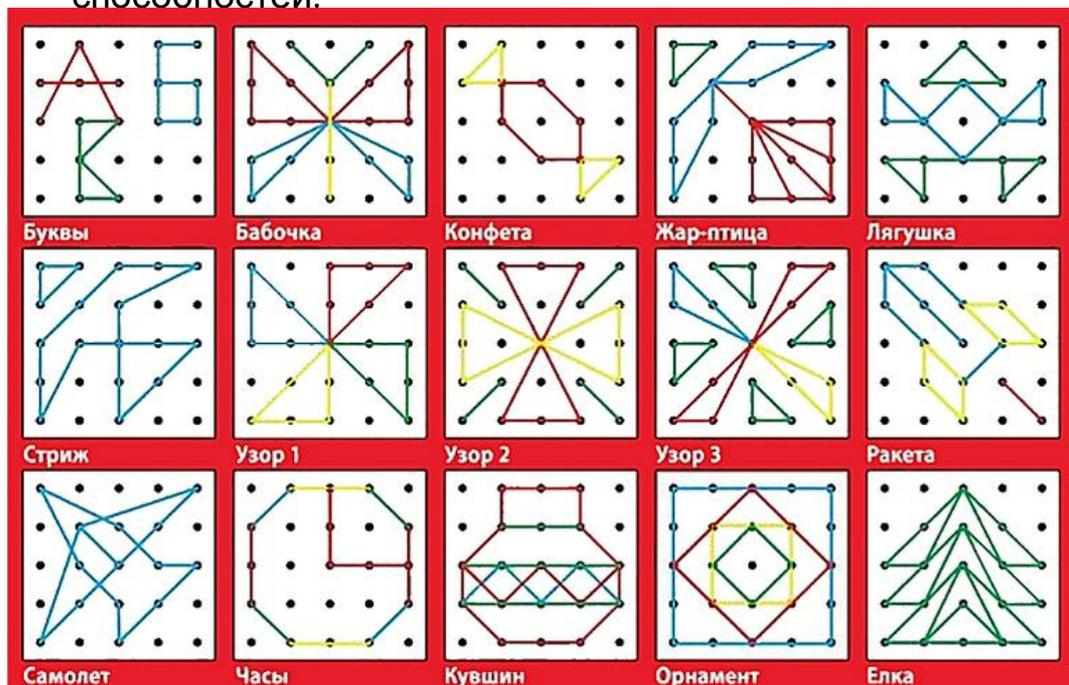 способностей.
Буквы Бабочка Конфета Жар-птица Лягушка
Стриж Узор 1 Узор 2 Узор 3 Ракета
Самолет Часы Кувшин Орнамент Елка